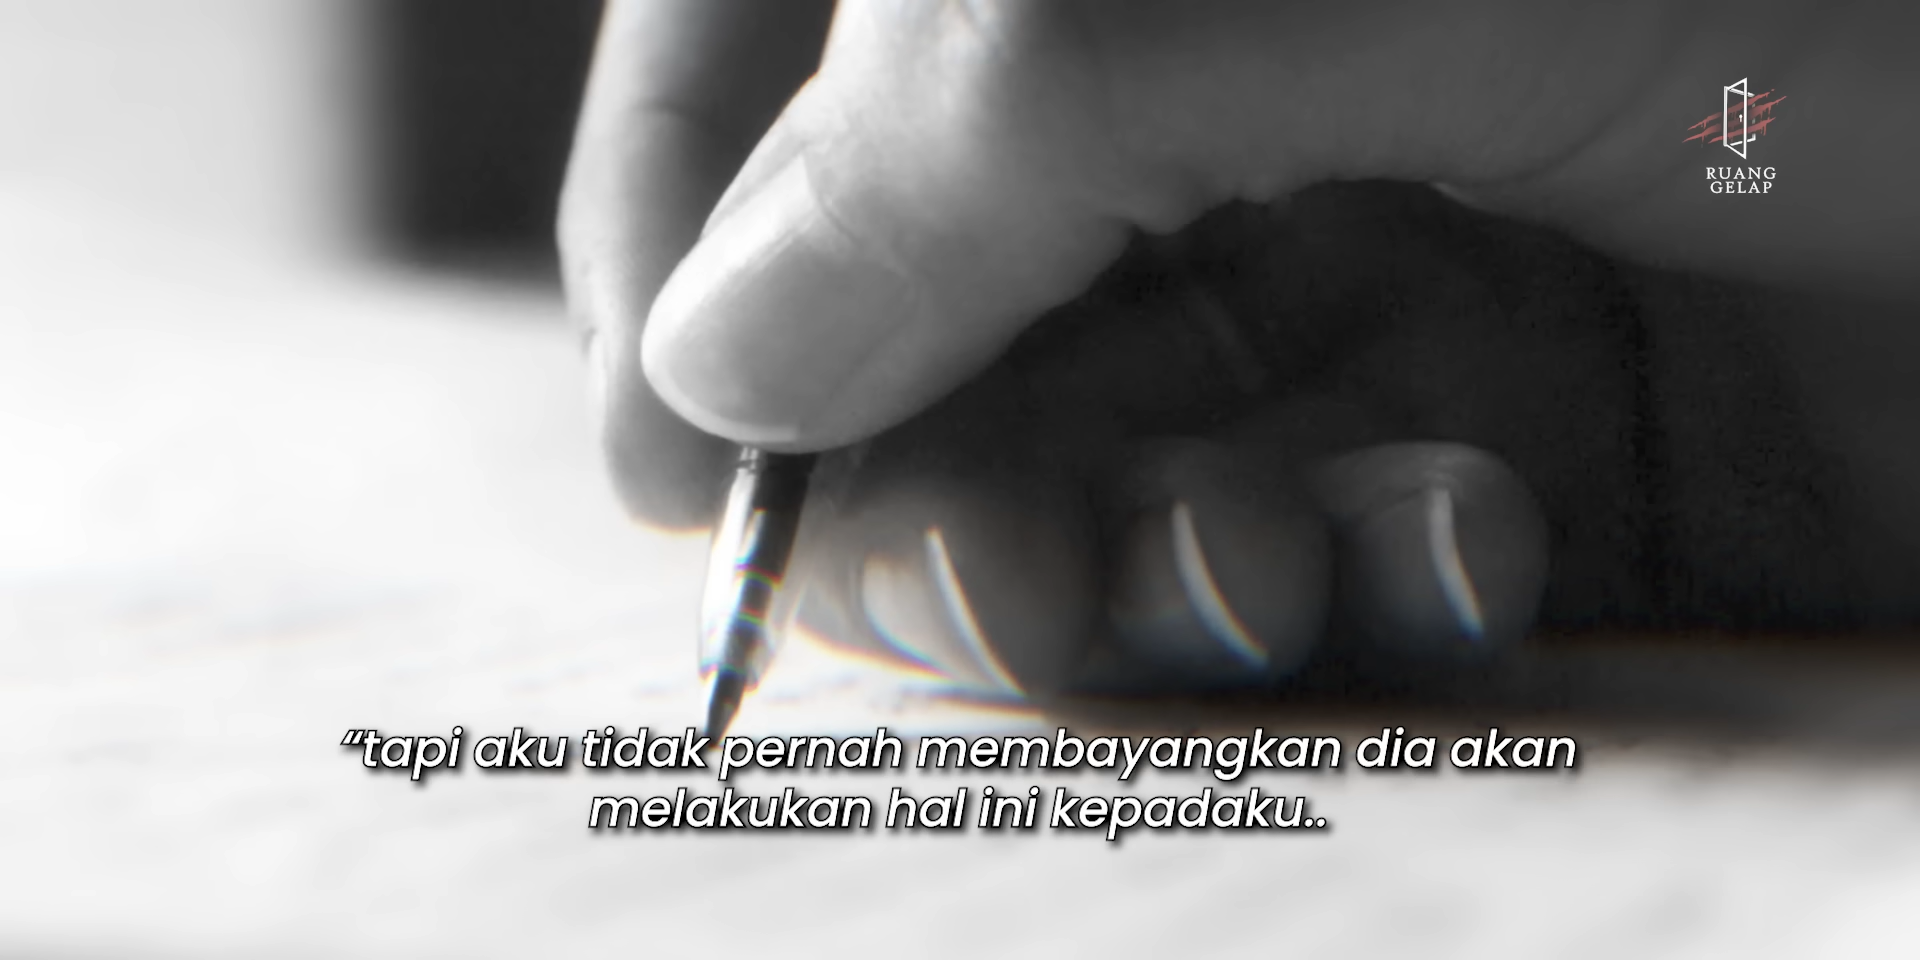 RUANG
GELAP
“tapi aku tidak pernah membayangkan dia akan
melakukan hal ini kepadaku..